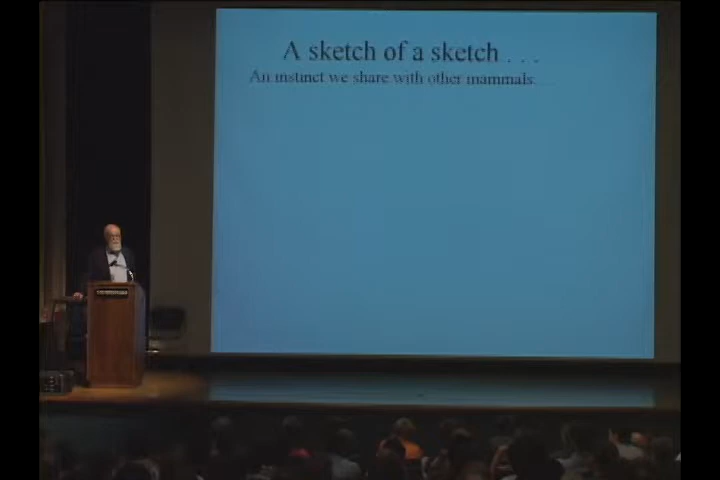 A sketch of a sketch . . .
An instinct we share with other mammals…